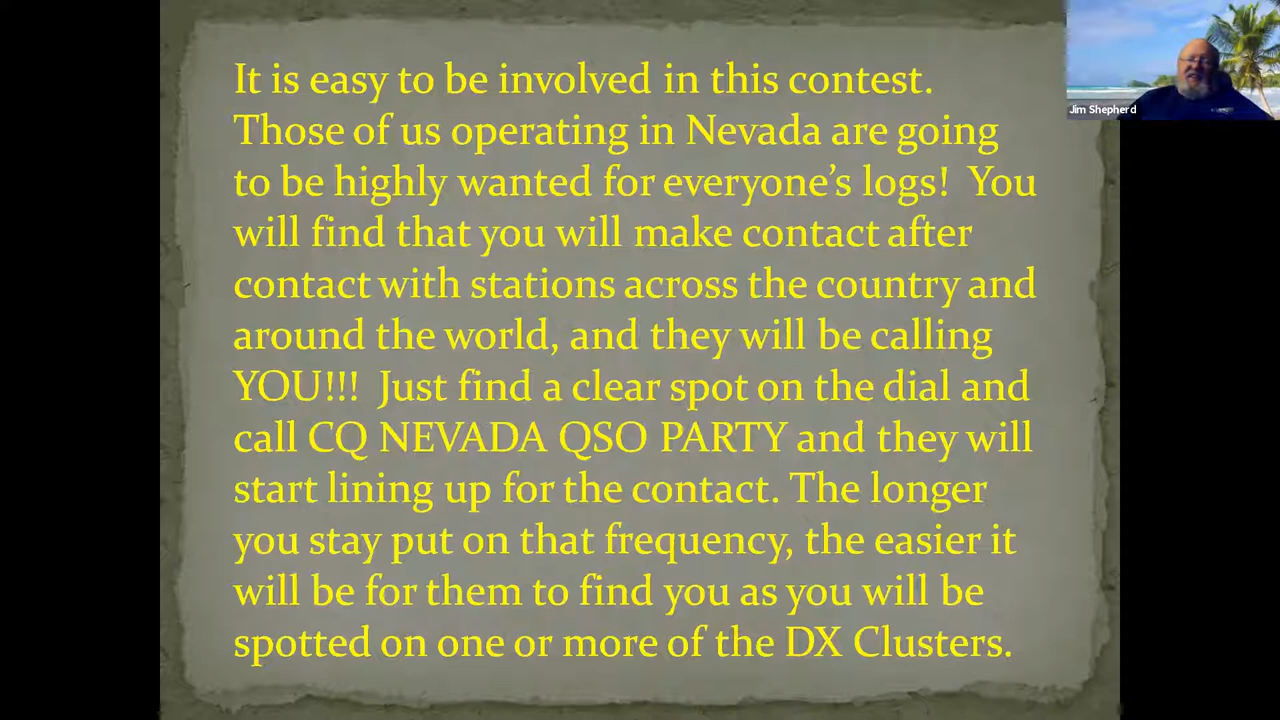 It is easy to be involved in this contest.
Those of us operating in Nevada are going
to be highly wanted for everyone’s logs!  You
will find that you will make contact after
contact with stations across the country and
around the world, and they will be calling
YOU!!!  Just find a clear spot on the dial and
call CQ NEVADA QSO PARTY and they will
start lining up for the contact. The longer
you stay put on that frequency, the easier it
will be for them to find you as you will be
spotted on one or more of the DX Clusters.
Jim Shepherd